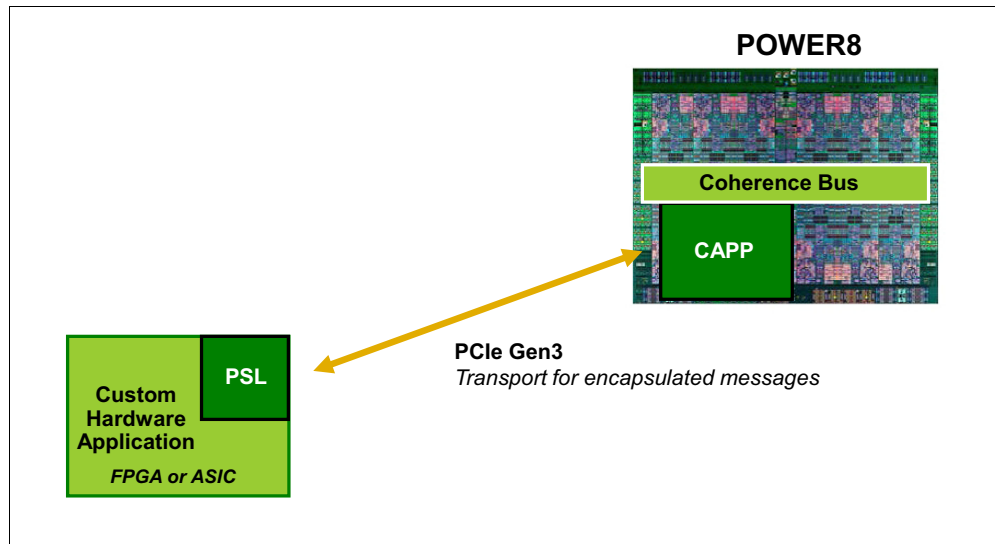 POWER8
Coherence Bus
CAPP
PCIe Gen3
Transport for encapsulated messages
PSL
Custom
Hardware
Application
FPGA or ASIC